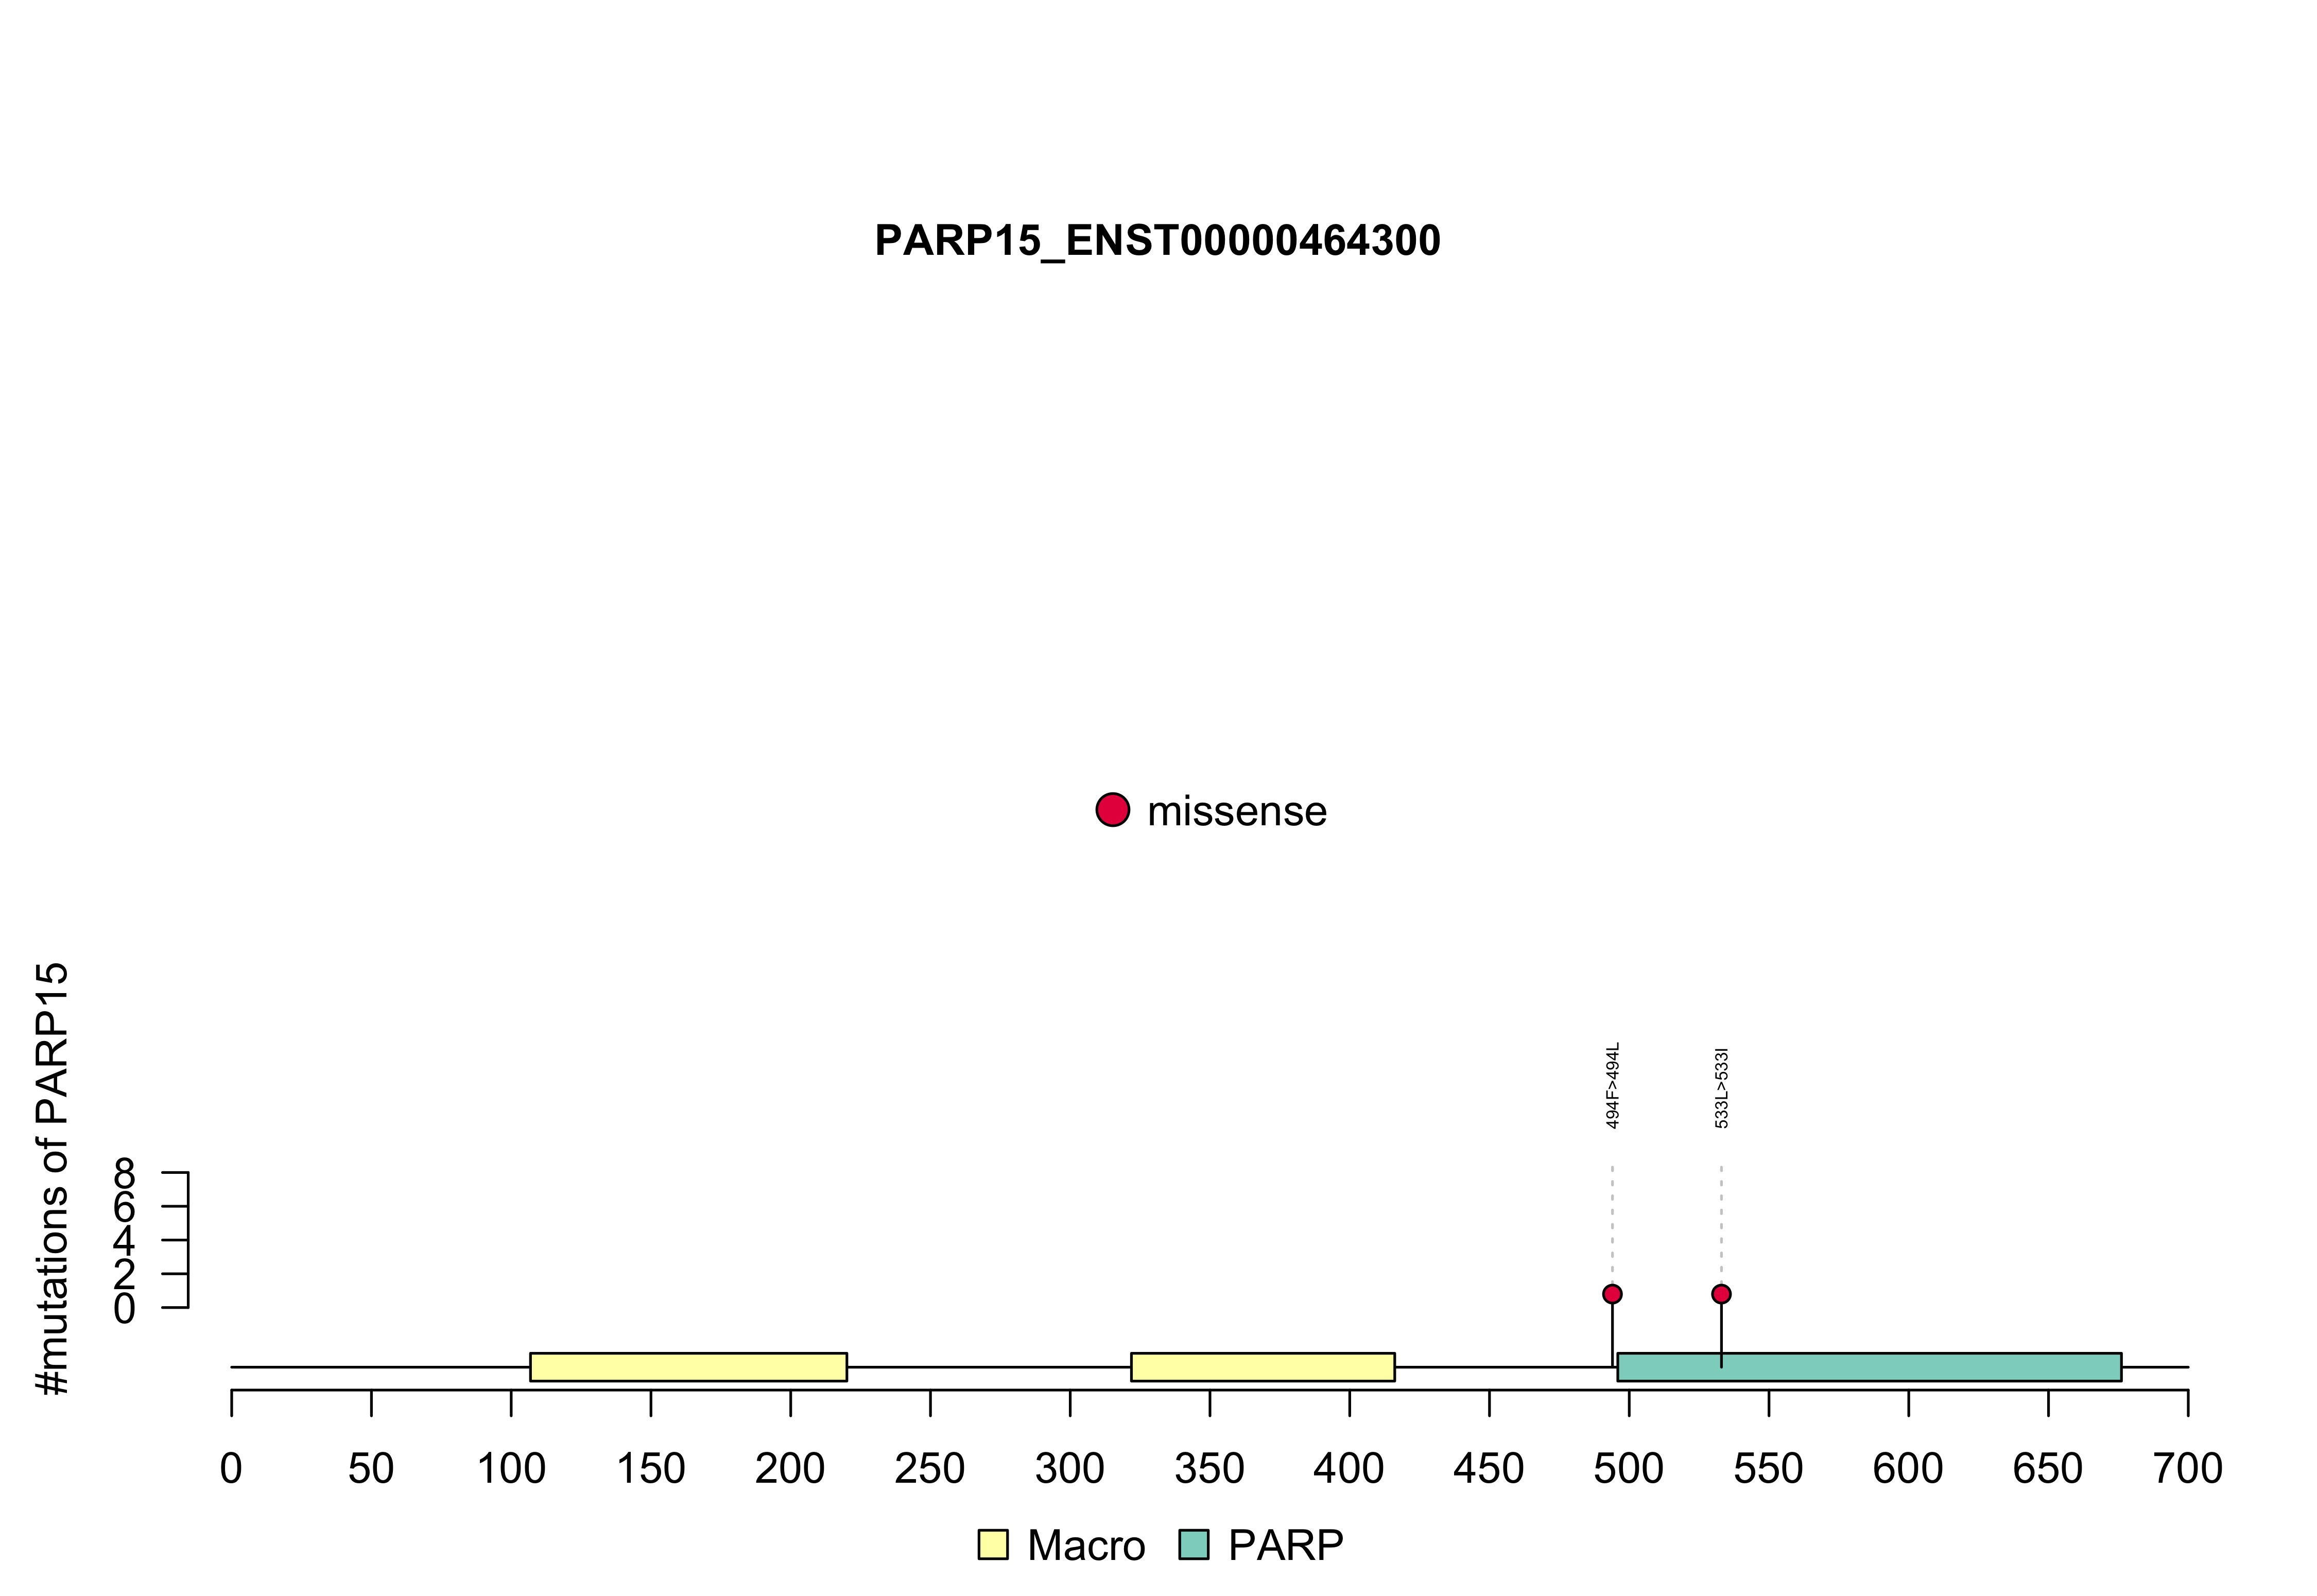 PARP15_ENST00000464300
missense
#mutations of PARP15
494F>494L
533L>533I
8
6
4
2
0
0 50 100 150 200 250 300 350 400 450 500 550 600 650 700
Macro PARP